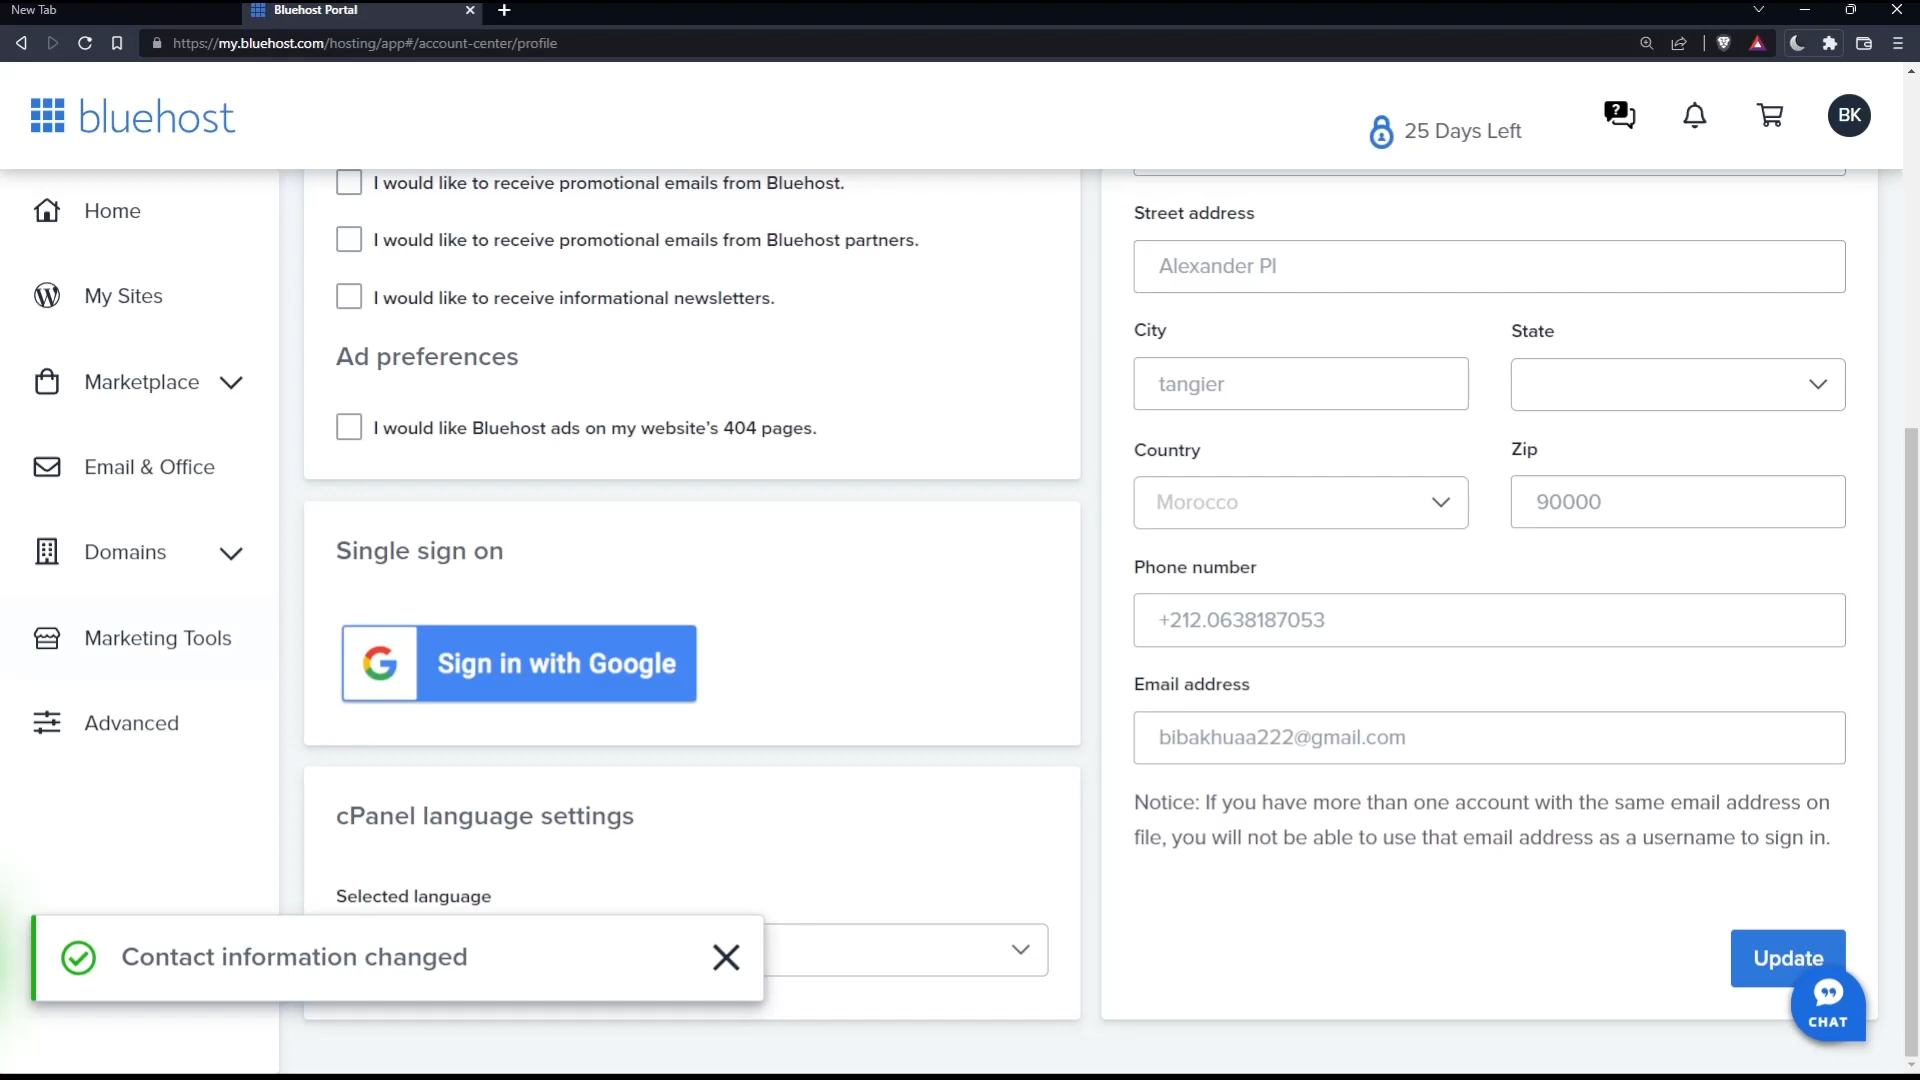 New Tab
Bluehost Portal
https://my.bluehost.com/hosting/app#/account-center/profile
bluehost
25 Days Left
?
BK
Home
My Sites
Marketplace
Email & Office
Domains
Marketing Tools
Advanced
I would like to receive promotional emails from Bluehost.
I would like to receive promotional emails from Bluehost partners.
I would like to receive informational newsletters.
Ad preferences
I would like Bluehost ads on my website's 404 pages.
Single sign on
Sign in with Google
cPanel language settings
Selected language
Contact information changed
Street address
Alexander Pl
City
State
tangier
Country
Zip
Morocco
90000
Phone number
+212.0638187053
Email address
bibakhuaa222@gmail.com
Notice: If you have more than one account with the same email address on
file, you will not be able to use that email address as a username to sign in.
Update
CHAT